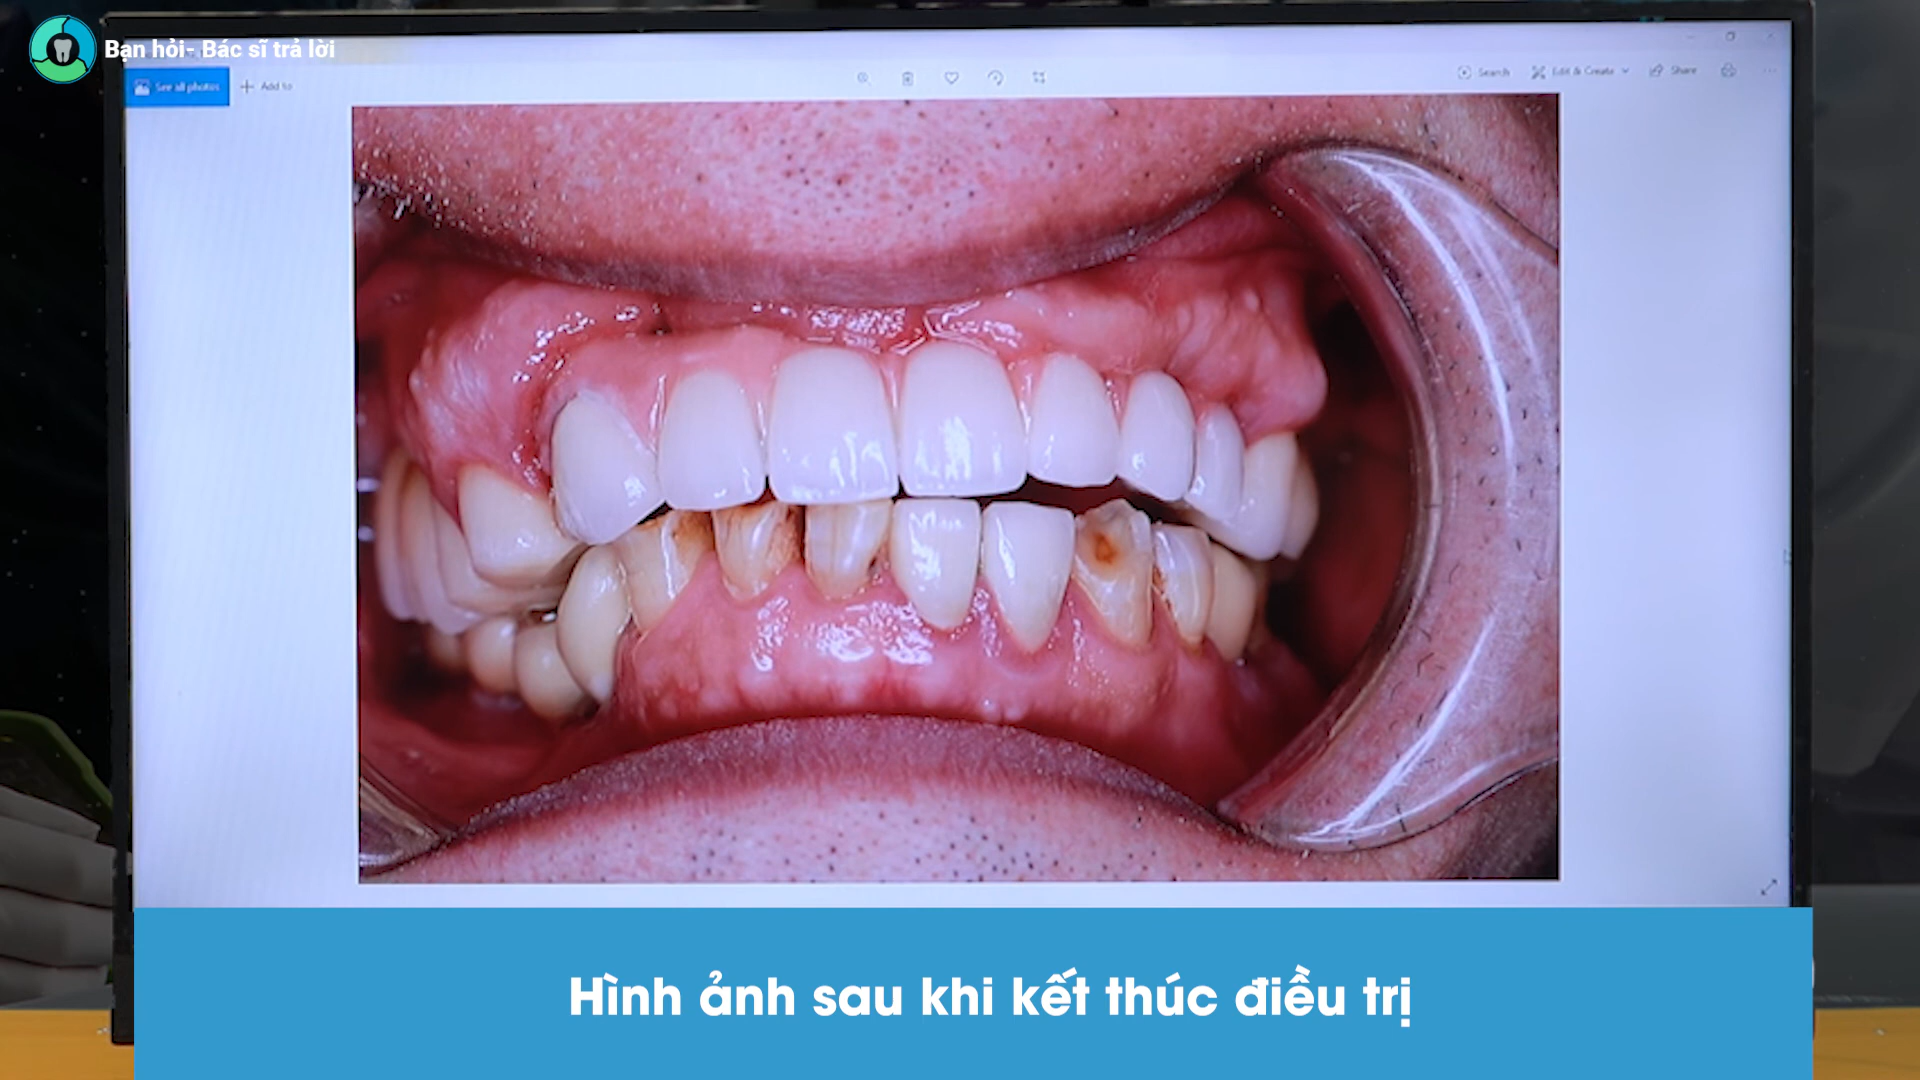 Bạn hỏi- Bác sĩ trả lời
See all photos
Add to
Search
Edit & Create
Share
Hình ảnh sau khi kết thúc điều trị